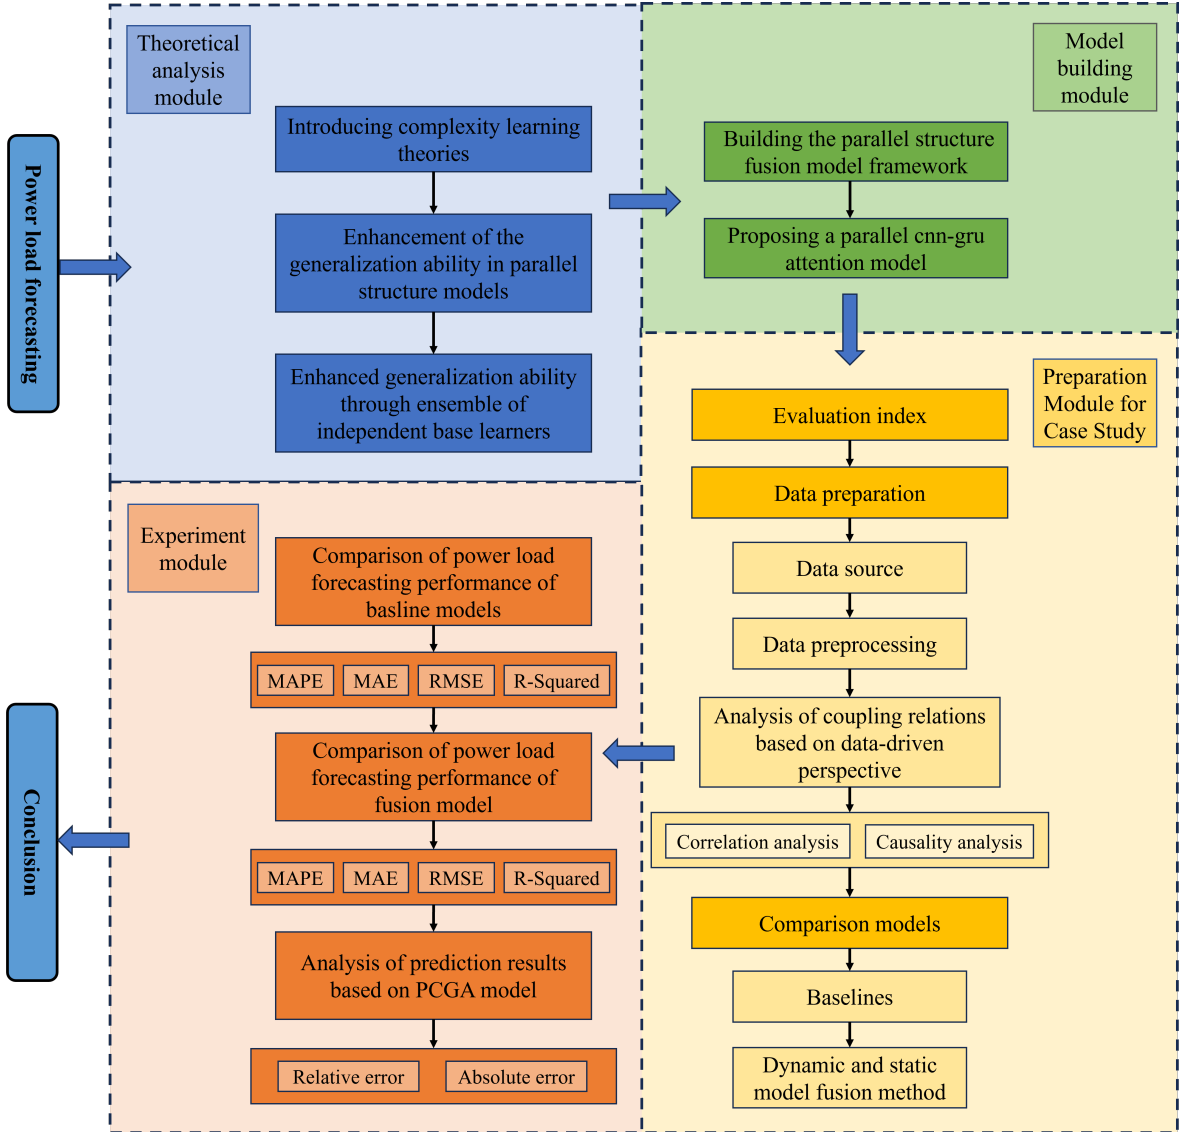 Power load forecasting
Theoretical
analysis
module
Introducing complexity learning
theories
Enhancement of the
generalization ability in parallel
structure models
Enhanced generalization ability
through ensemble of
independent base learners
Model
building
module
Building the parallel structure
fusion model framework
Proposing a parallel cnn-gru
attention model
Preparation
Module for
Case Study
Evaluation index
Data preparation
Data source
Data preprocessing
Analysis of coupling relations
based on data-driven
perspective
Correlation analysis
Causality analysis
Comparison models
Baselines
Dynamic and static
model fusion method
Experiment
module
Comparison of power load
forecasting performance of
basline models
MAPE
MAE
RMSE
R-Squared
Comparison of power load
forecasting performance of
fusion model
MAPE
MAE
RMSE
R-Squared
Analysis of prediction results
based on PCGA model
Relative error
Absolute error
Conclusion